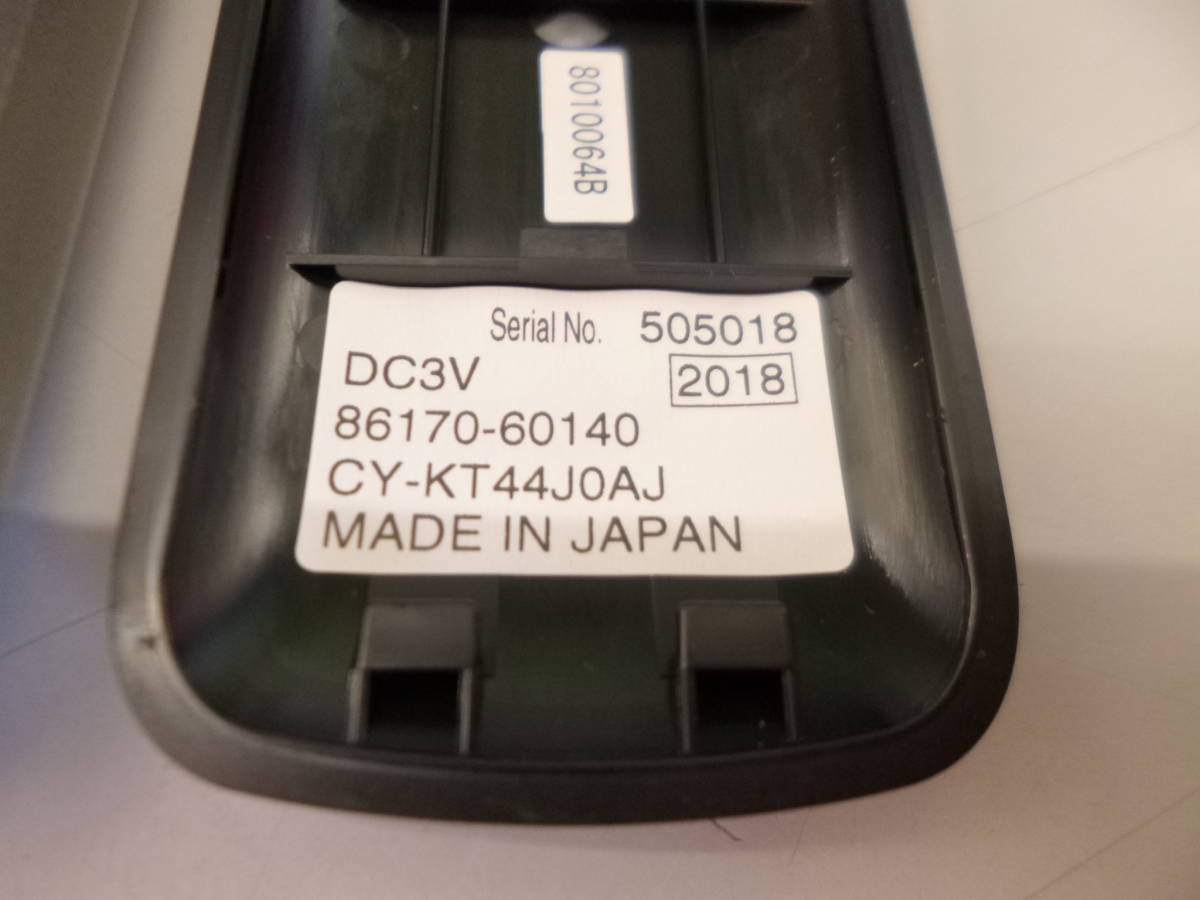 8010064B
Serial No. 505018
DC3V 2018
86170-60140
CY-KT44J0AJ
MADE IN JAPAN